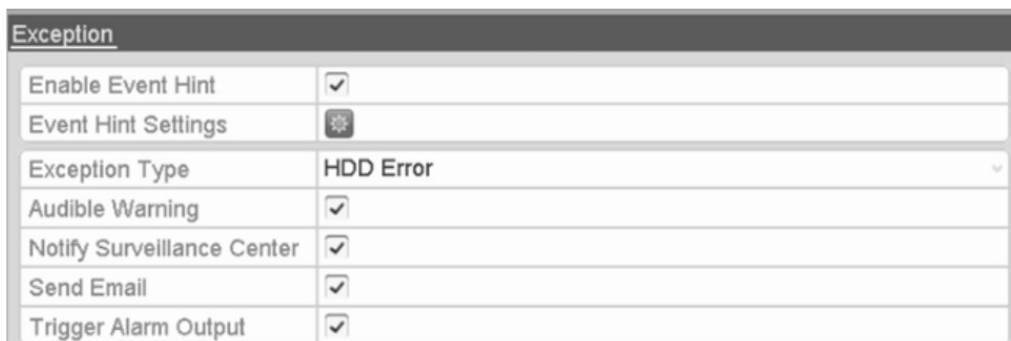 Exception
Enable Event Hint
Event Hint Settings
Exception Type HDD Error
Audible Warning
Notify Surveillance Center
Send Email
Trigger Alarm Output